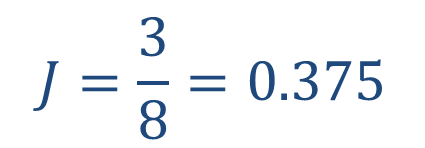 J = 3/8 = 0.375